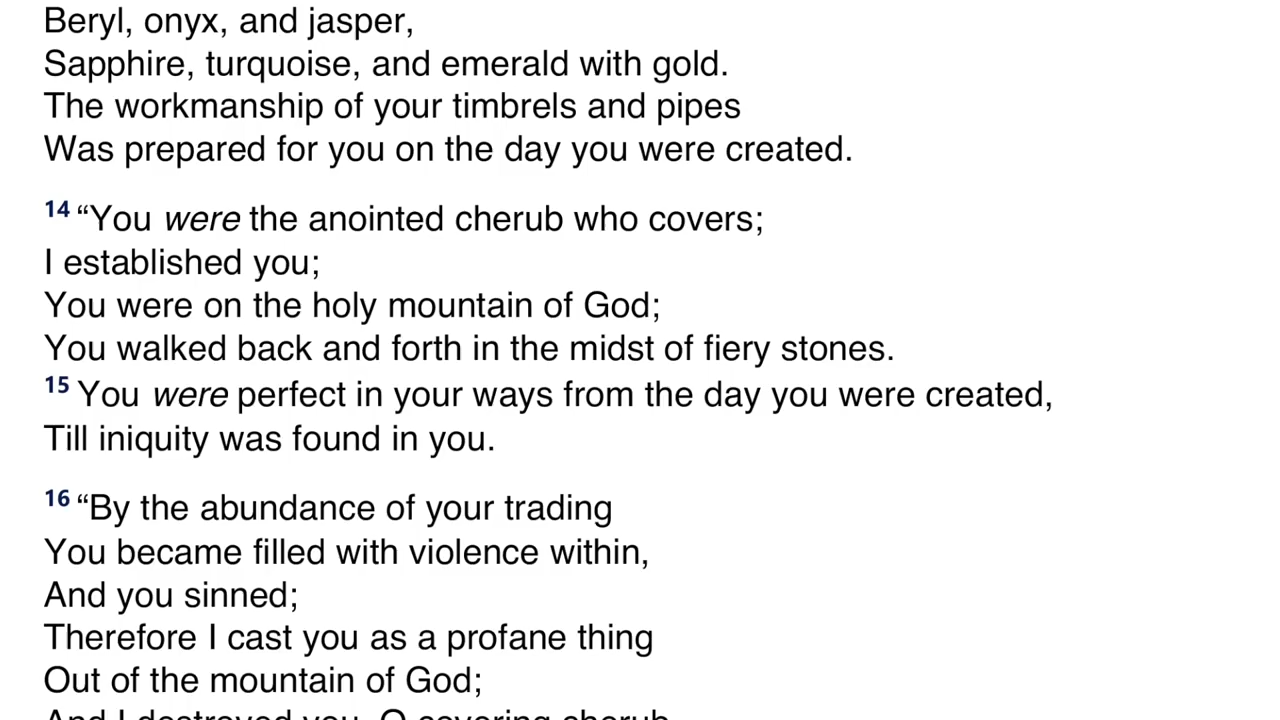 Beryl, onyx, and jasper,
Sapphire, turquoise, and emerald with gold.
The workmanship of your timbrels and pipes
Was prepared for you on the day you were created.
14 “You were the anointed cherub who covers;
I established you;
You were on the holy mountain of God;
You walked back and forth in the midst of fiery stones.
15 You were perfect in your ways from the day you were created,
Till iniquity was found in you.
16 “By the abundance of your trading
You became filled with violence within,
And you sinned;
Therefore I cast you as a profane thing
Out of the mountain of God;
And I destroyed you, O covering cherub